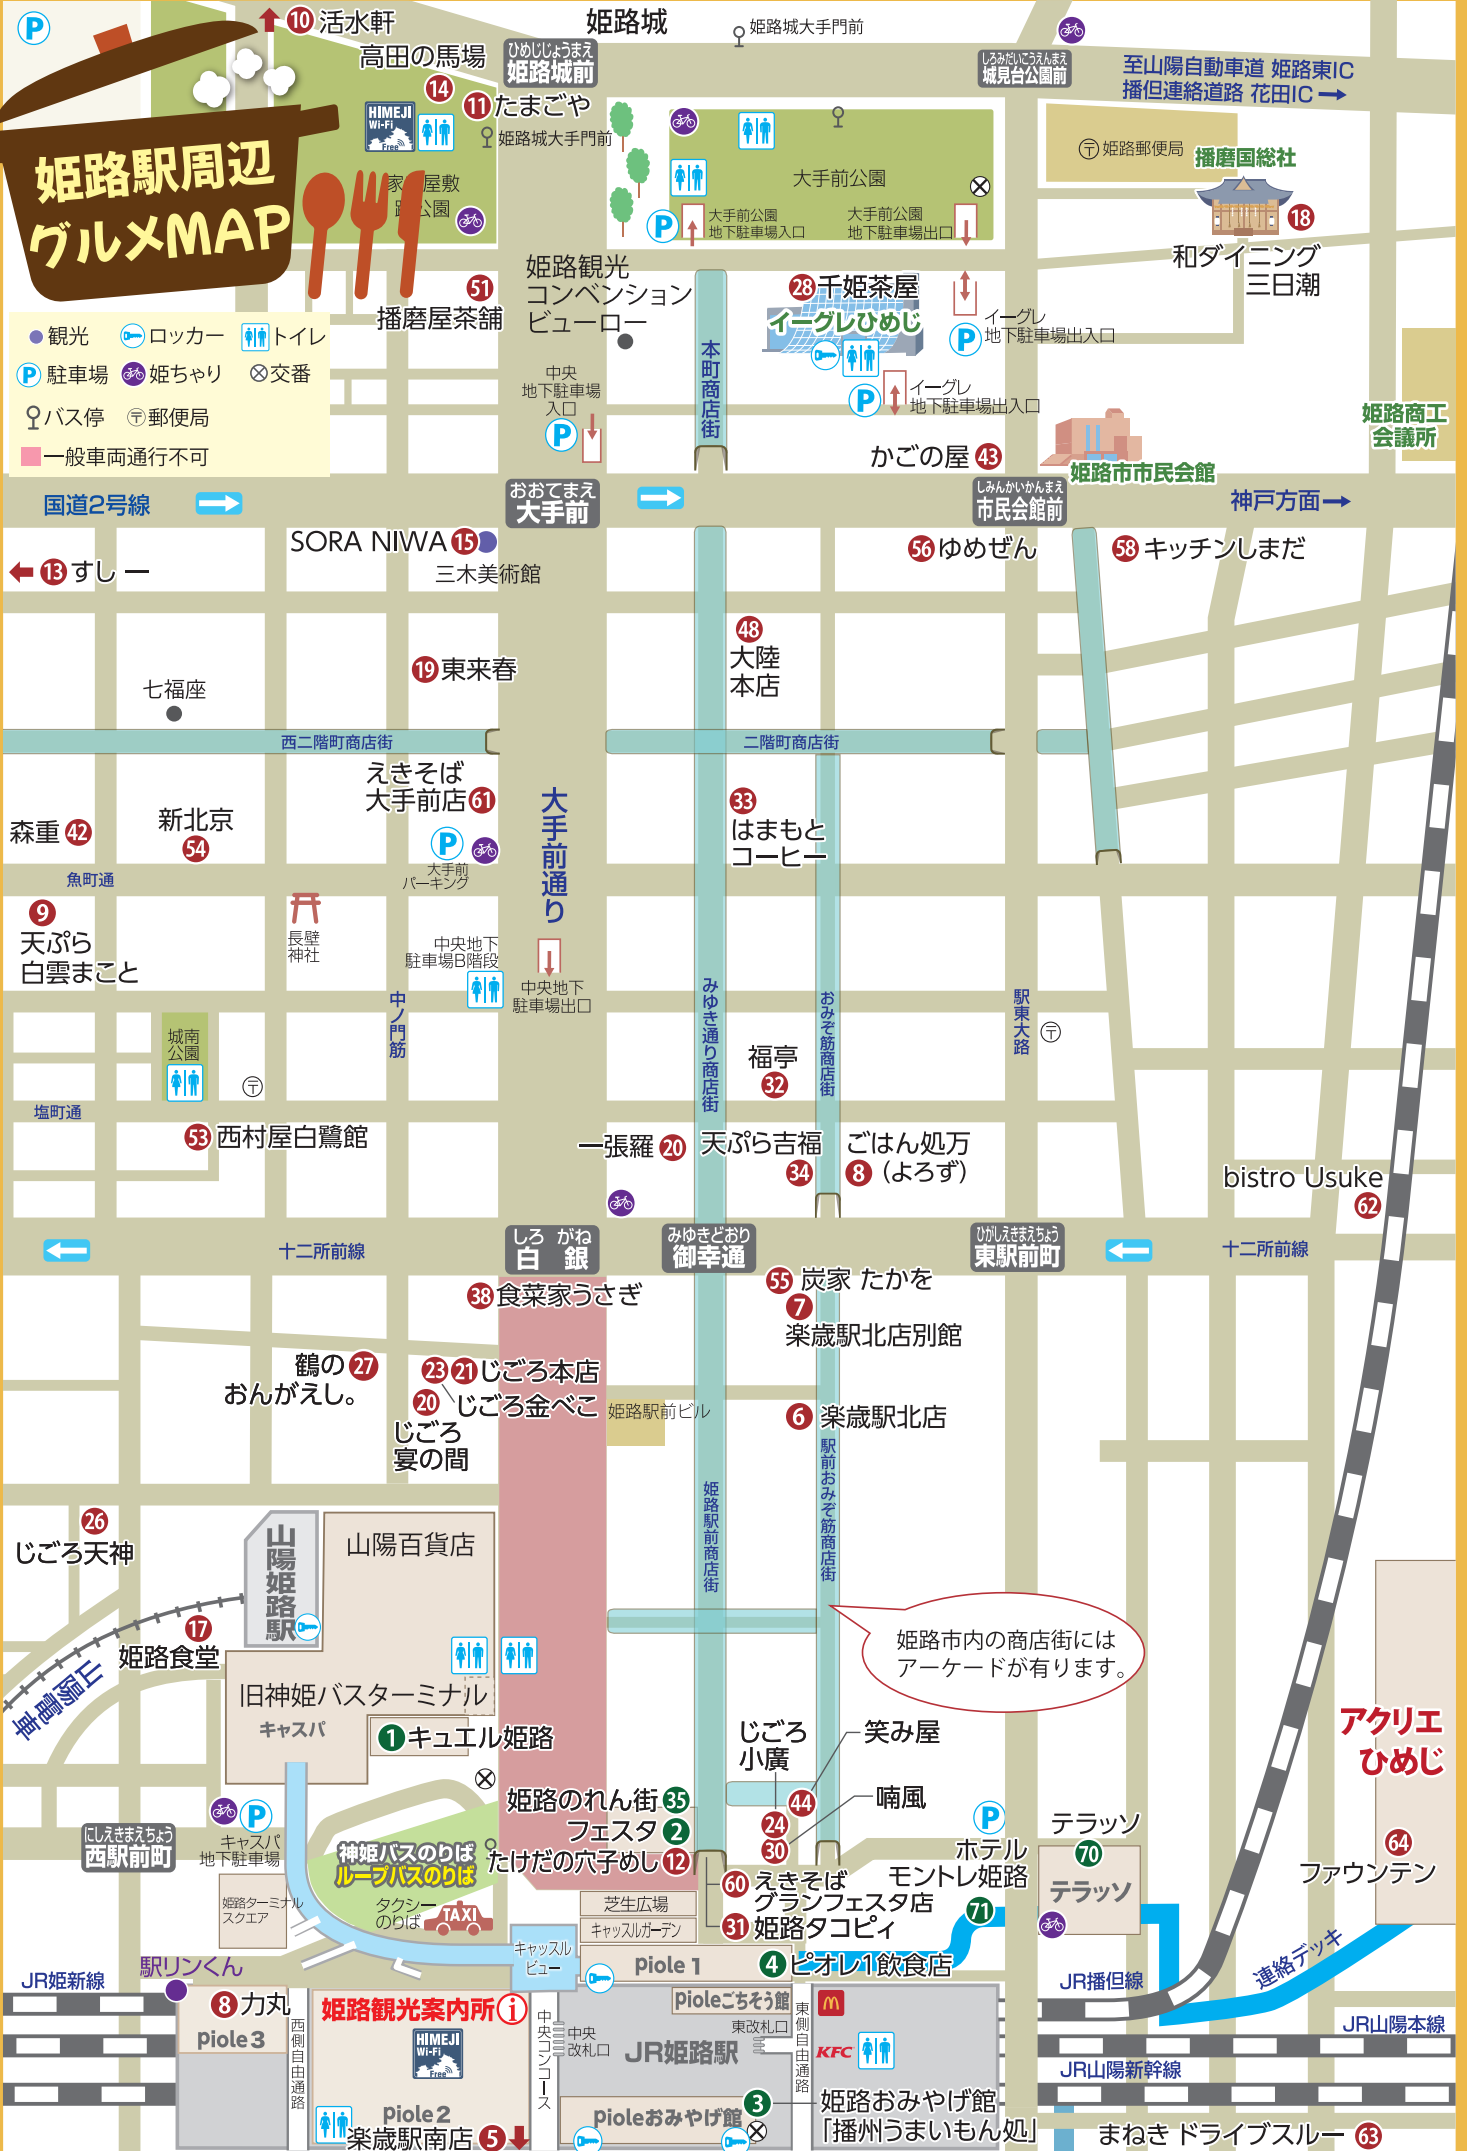 P
10 活水軒
姫路城
姫路城大手門前
高田の馬場
14
ひめじじょうまえ
姫路城前
しろみだいこうえんまえ
城見台公園前
至山陽自動車道 姫路東IC
播但連絡道路 花田IC
11 たまごや
HIMEJI
Wi-Fi
Free
姫路城大手門前
姫路駅周辺
グルメMAP
家
屋敷
公園
大手前公園
大手前公園
地下駐車場入口
大手前公園
地下駐車場出口
P
〒姫路郵便局
播磨国総社
18
和ダイニング
三日潮
51
播磨屋茶舗
姫路観光
コンベンション
ビューロー
28 千姫茶屋
イーグレひめじ
イーグレ
地下駐車場出入口
P
イーグレ
地下駐車場出入口
P
観光
ロッカー
トイレ
P 駐車場
姫ちゃり
交番
バス停
〒郵便局
一般車両通行不可
本町商店街
中央
地下駐車場
入口
P
かごの屋 43
姫路市市民会館
姫路商工
会議所
国道2号線
おおてまえ
大手前
しみんかいかんまえ
市民会館前
神戸方面
SORA NIWA 15
三木美術館
13 すし 一
56 ゆめぜん
58 キッチンしまだ
48
大陸
本店
19 東来春
七福座
西二階町商店街
二階町商店街
えきそば
大手前店 61
大手前通り
33
はまもと
コーヒー
森重 42
新北京
54
P
大手前
パーキング
魚町通
9
天ぷら
白雲まこと
長壁
神社
中央地下
駐車場B階段
中央地下
駐車場出口
中ノ門筋
みゆき通り商店街
おみぞ筋商店街
駅東大路
〒
城南
公園
〒
福亭
32
塩町通
53 西村屋白鷺館
一張羅 20
天ぷら吉福
34
ごはん処万
8 (よろず)
bistro Usuke
62
十二所前線
しろ がね
白 銀
みゆきどおり
御幸通
ひがしえきまえちょう
東駅前町
十二所前線
38 食菜家うさぎ
55 炭家 たかを
7
楽歳駅北店別館
鶴の 27
おんがえし。
23 21 じごろ本店
20 じごろ金べこ
じごろ
宴の間
姫路駅前ビル
6 楽歳駅北店
姫路駅前商店街
駅前おみぞ筋商店街
26
じごろ天神
山陽姫路駅
山陽百貨店
17
姫路食堂
山陽電車
旧神姫バスターミナル
キャスパ
1 キュエル姫路
姫路市内の商店街には
アーケードが有ります。
アクリエ
ひめじ
じごろ
小廣
笑み屋
44
喃風
24
30
姫路のれん街 35
フェスタ 2
たけだの穴子めし 12
P
キャスパ
地下駐車場
にしえきまえちょう
西駅前町
神姫バスのりば
ループバスのりば
タクシー
のりば
TAXI
姫路ターミナル
スクエア
P
ホテル
モントレ姫路
71
テラッソ
70
テラッソ
64
ファウンテン
60 えきそば
グランフェスタ店
31 姫路タコピィ
芝生広場
キャッスルガーデン
キャッスル
ビュー
piole 1
4 ピオレ1飲食店
連絡デッキ
駅リンくん
JR姫新線
JR播但線
8 力丸
piole 3
西側自由通路
姫路観光案内所 i
HIMEJI
Wi-Fi
Free
piole 2
楽歳駅南店 5
中央コンコース
中央
改札口
JR姫路駅
pioleごちそう館
東改札口
東側自由通路
KFC
JR山陽本線
JR山陽新幹線
pioleおみやげ館
3
姫路おみやげ館
「播州うまいもん処」
まねき ドライブスルー 63